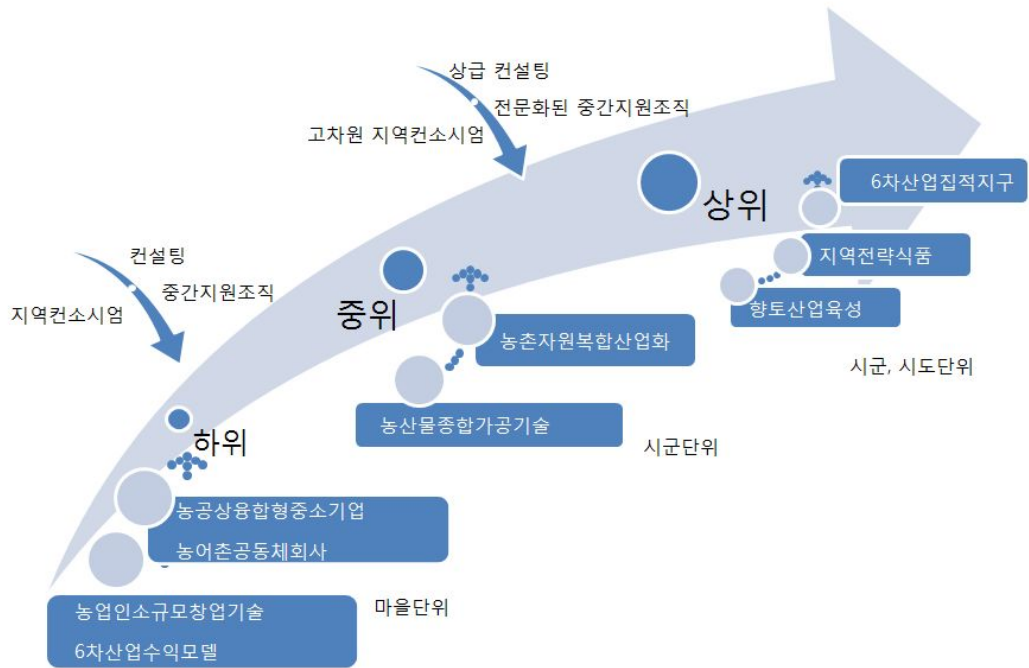 상급 컨설팅
전문화된 중간지원조직
고차원 지역컨소시엄
6차산업집적지구
상위
지역전략식품
향토산업육성
시군, 시도단위
컨설팅
중간지원조직
지역컨소시엄
중위
농촌자원복합산업화
농산물종합가공기술
시군단위
하위
농공상융합형중소기업
농어촌공동체회사
마을단위
농업인소규모창업기술
6차산업수익모델